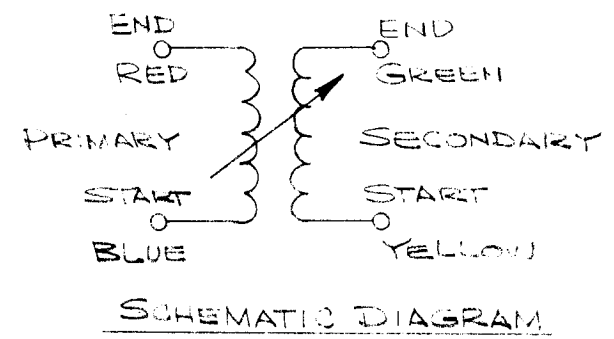 END
RED
PRIMARY
START
BLUE
END
GREEN
SECONDARY
START
YELLOW
SCHEMATIC DIAGRAM